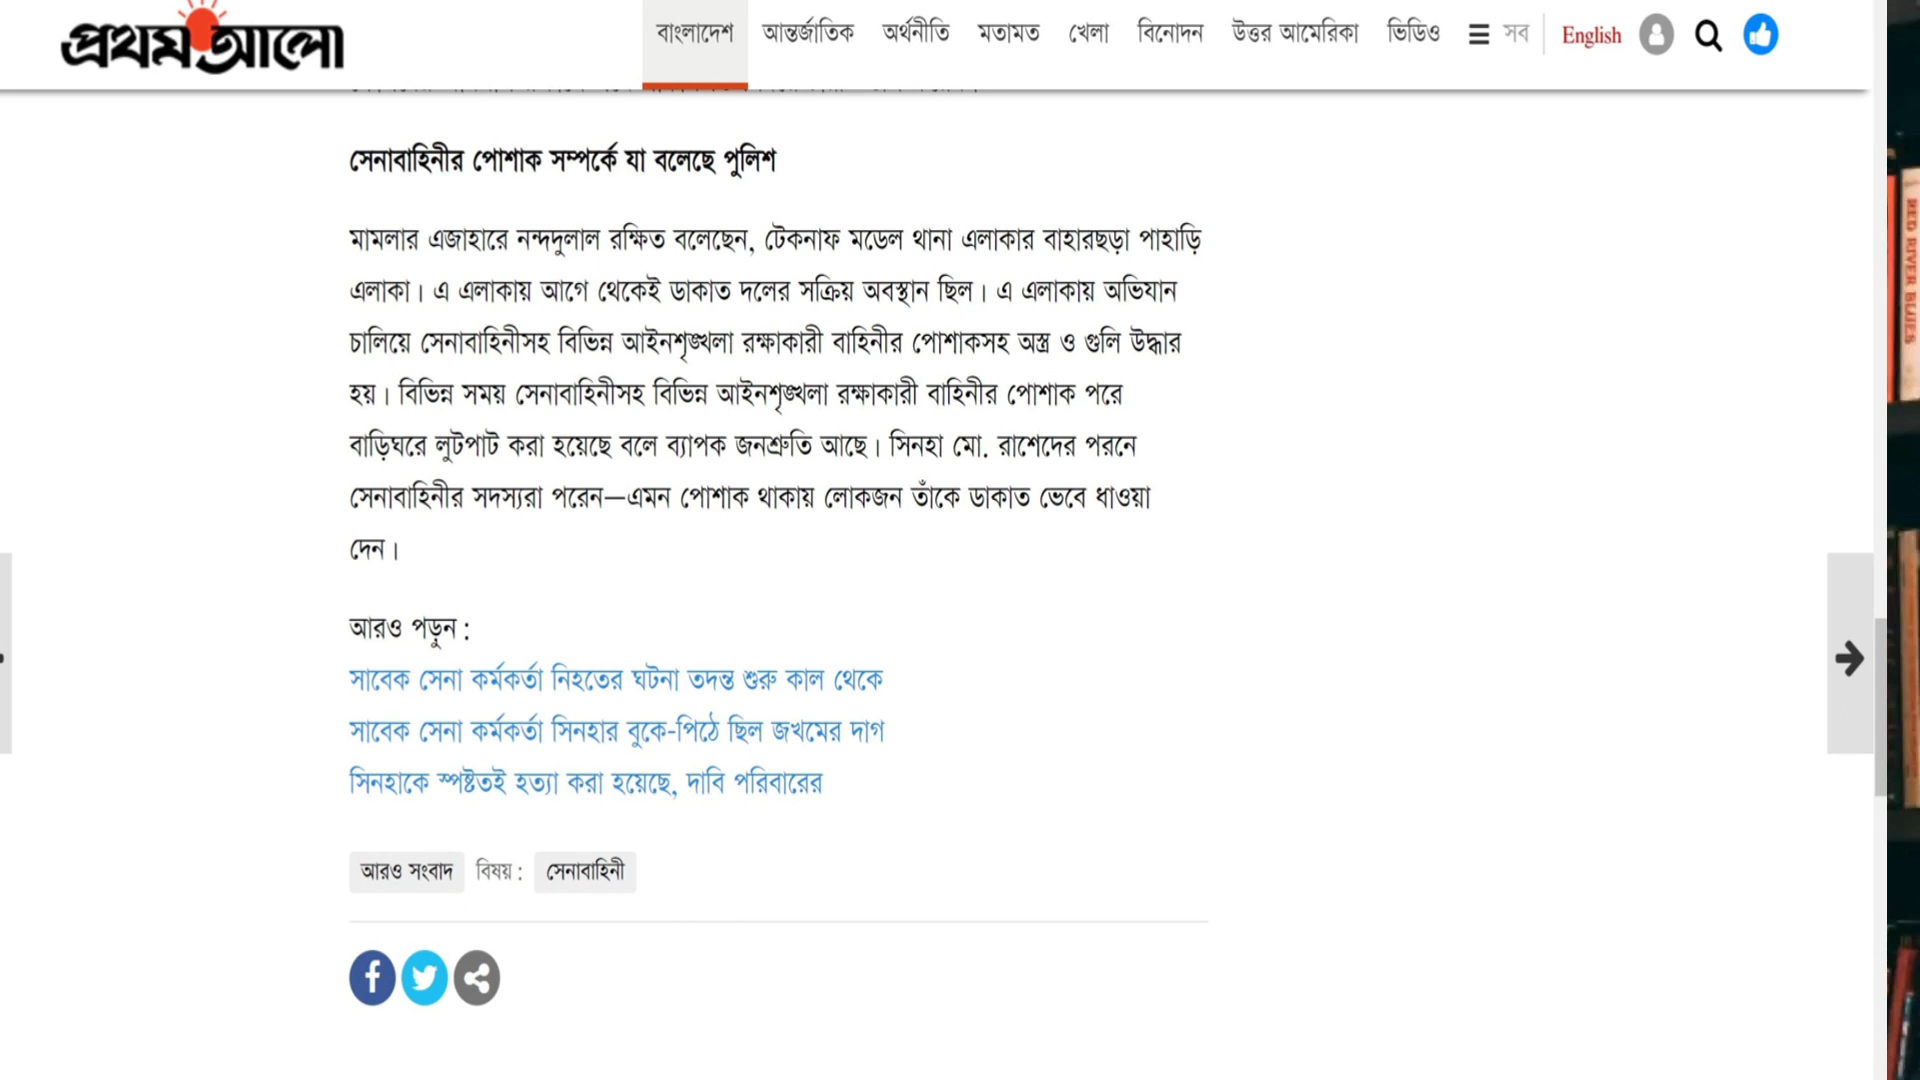 প্রথম আলো
বাংলাদেশ আন্তর্জাতিক অর্থনীতি মতামত খেলা বিনোদন উত্তর আমেরিকা ভিডিও সব English
সেনাবাহিনীর পোশাক সম্পর্কে যা বলেছে পুলিশ
মামলার এজাহারে নন্দদুলাল রক্ষিত বলেছেন, টেকনাফ মডেল থানা এলাকার বাহারছড়া পাহাড়ি
এলাকা। এ এলাকায় আগে থেকেই ডাকাত দলের সক্রিয় অবস্থান ছিল। এ এলাকায় অভিযান
চালিয়ে সেনাবাহিনীসহ বিভিন্ন আইনশৃঙ্খলা রক্ষাকারী বাহিনীর পোশাকসহ অস্ত্র ও গুলি উদ্ধার
হয়। বিভিন্ন সময় সেনাবাহিনীসহ বিভিন্ন আইনশৃঙ্খলা রক্ষাকারী বাহিনীর পোশাক পরে
বাড়িঘরে লুটপাট করা হয়েছে বলে ব্যাপক জনশ্রুতি আছে। সিনহা মো. রাশেদের পরনে
সেনাবাহিনীর সদস্যরা পরেন—এমন পোশাক থাকায় লোকজন তাঁকে ডাকাত ভেবে ধাওয়া
দেন।
আরও পড়ুন:
সাবেক সেনা কর্মকর্তা নিহতের ঘটনা তদন্ত শুরু কাল থেকে
সাবেক সেনা কর্মকর্তা সিনহার বুকে-পিঠে ছিল জখমের দাগ
সিনহাকে স্পষ্টতই হত্যা করা হয়েছে, দাবি পরিবারের
আরও সংবাদ বিষয়: সেনাবাহিনী
RED RIVER BLUES